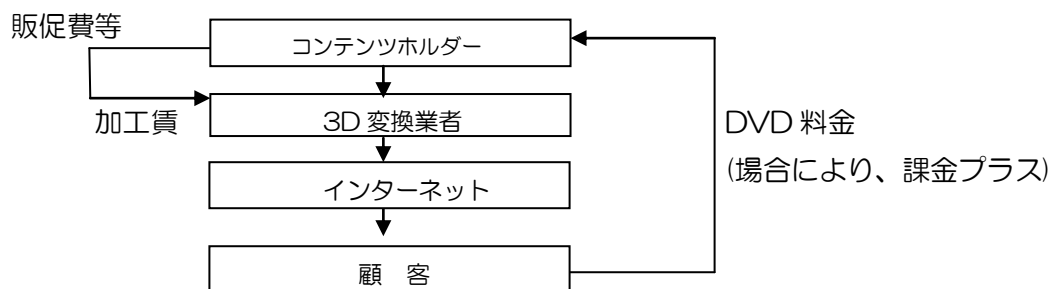 販促費等
コンテンツホルダー
加工賃
3D 変換業者
DVD 料金
(場合により、課金プラス)
インターネット
顧　客